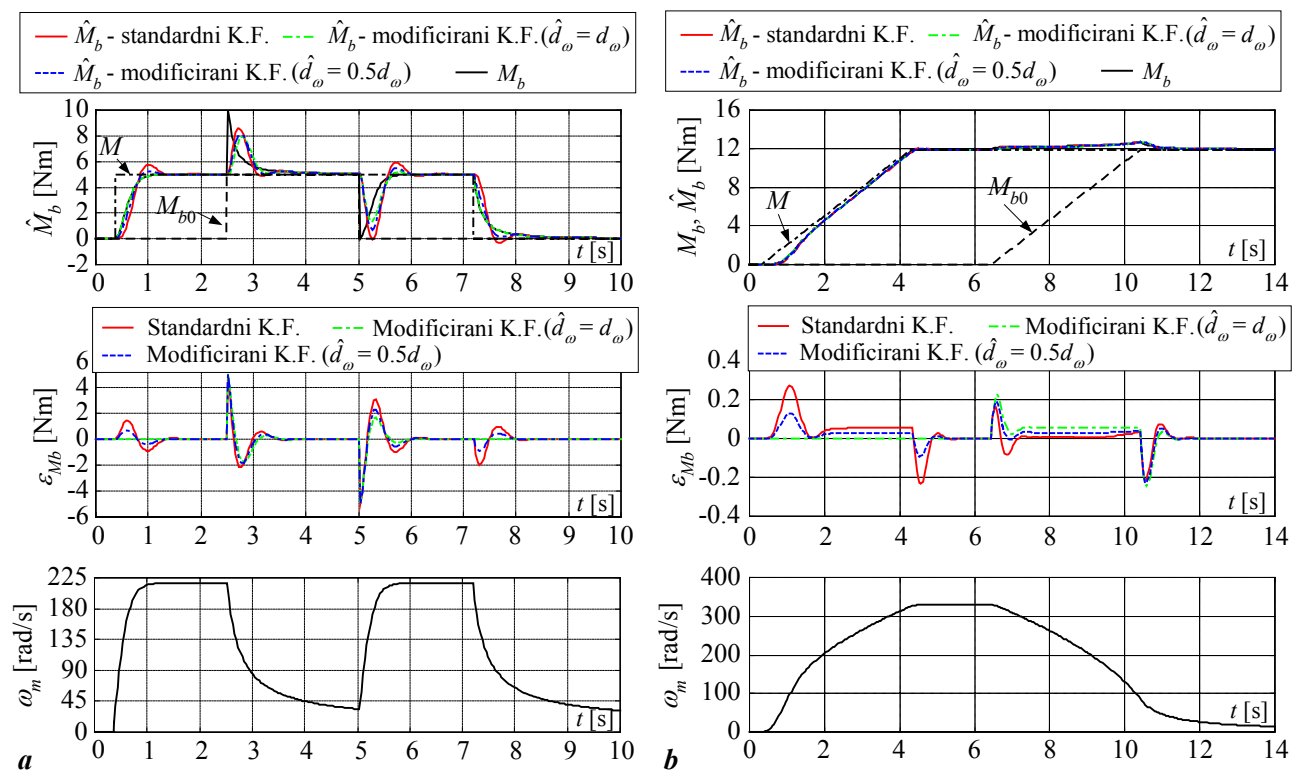 M̂_b - standardni K.F. M̂_b - modificirani K.F. (d̂_ω = d_ω)
M̂_b - modificirani K.F. (d̂_ω = 0.5d_ω) M_b
10
8
6
4
2
0
-2
M̂_b [Nm]
M
M_b0
t [s]
0 1 2 3 4 5 6 7 8 9 10
Standardni K.F. Modificirani K.F. (d̂_ω = d_ω)
Modificirani K.F. (d̂_ω = 0.5d_ω)
6
4
2
0
-2
-4
-6
ε_Mb [Nm]
t [s]
0 1 2 3 4 5 6 7 8 9 10
225
180
135
90
45
0
ω_m [rad/s]
t [s]
0 1 2 3 4 5 6 7 8 9 10
a
M̂_b - standardni K.F. M̂_b - modificirani K.F. (d̂_ω = d_ω)
M̂_b - modificirani K.F. (d̂_ω = 0.5d_ω) M_b
16
12
8
4
0
M_b, M̂_b [Nm]
M
M_b0
t [s]
0 2 4 6 8 10 12 14
Standardni K.F. Modificirani K.F. (d̂_ω = d_ω)
Modificirani K.F. (d̂_ω = 0.5d_ω)
0.4
0.2
0
-0.2
-0.4
ε_Mb [Nm]
t [s]
0 2 4 6 8 10 12 14
400
300
200
100
0
ω_m [rad/s]
t [s]
0 2 4 6 8 10 12 14
b